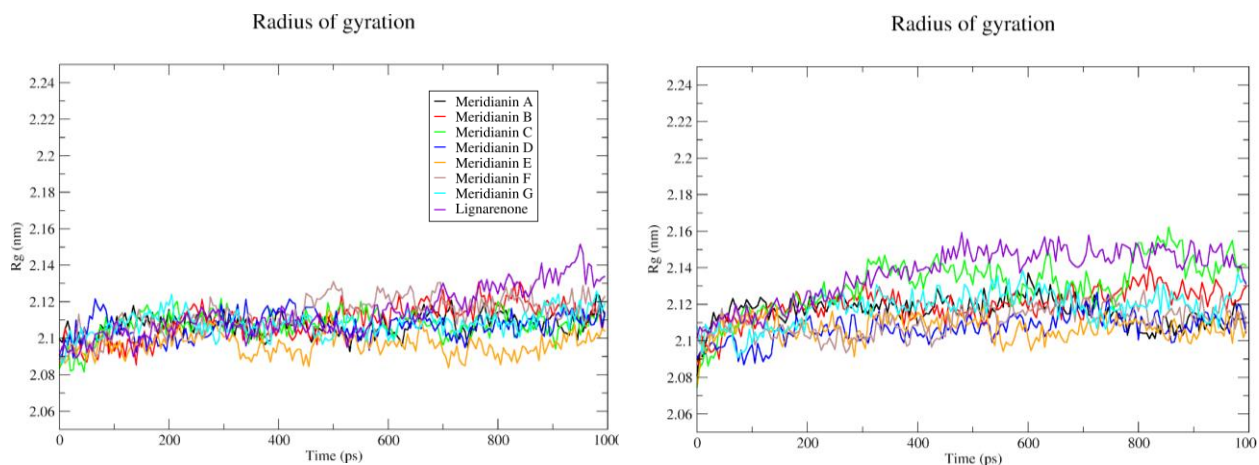 Radius of gyration
2.24
2.22
2.2
2.18
2.16
2.14
2.12
2.1
2.08
2.06
Rg (nm)
0
200
400
600
800
1000
Time (ps)
Meridianin A
Meridianin B
Meridianin C
Meridianin D
Meridianin E
Meridianin F
Meridianin G
Lignarenone
Radius of gyration
2.24
2.22
2.2
2.18
2.16
2.14
2.12
2.1
2.08
2.06
Rg (nm)
0
200
400
600
800
100
Time (ps)